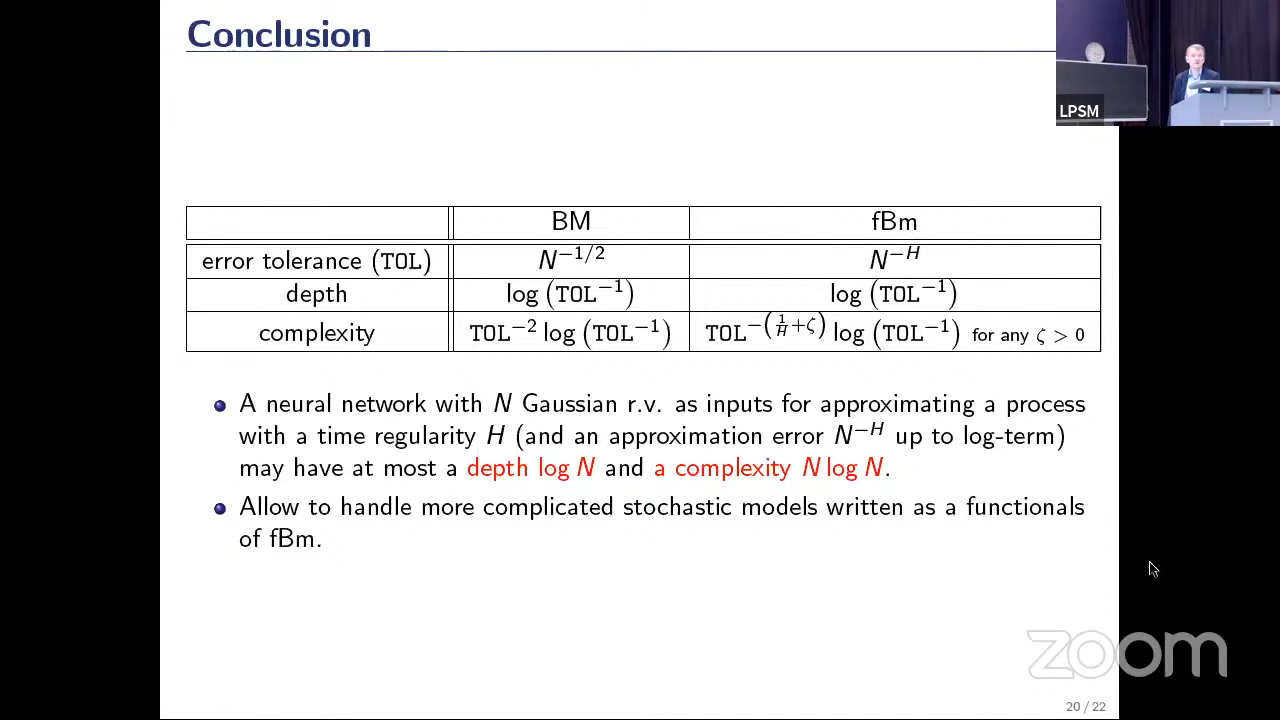 Conclusion
LPSM
BM fBm
error tolerance (TOL) N^{-1/2} N^{-H}
depth log (TOL^{-1}) log (TOL^{-1})
complexity TOL^{-2} log (TOL^{-1}) TOL^{-(1/H+ζ)} log (TOL^{-1}) for any ζ > 0
A neural network with N Gaussian r.v. as inputs for approximating a process
with a time regularity H (and an approximation error N^{-H} up to log-term)
may have at most a depth log N and a complexity N log N.
Allow to handle more complicated stochastic models written as a functionals
of fBm.
zoom
20 / 22